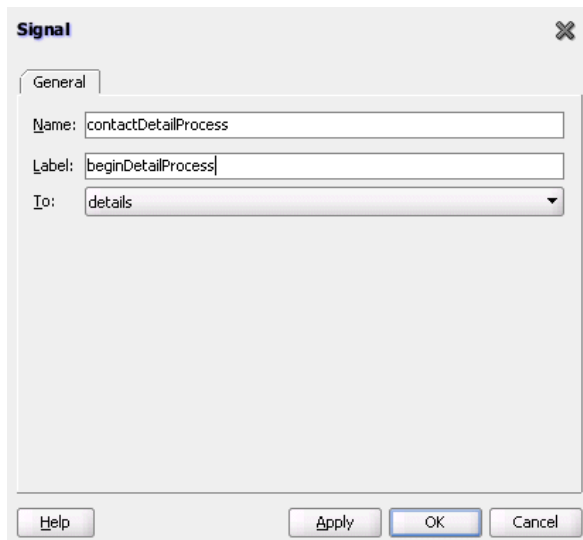 Signal
General
Name: contactDetailProcess
Label: beginDetailProcess
To: details
Help Apply OK Cancel